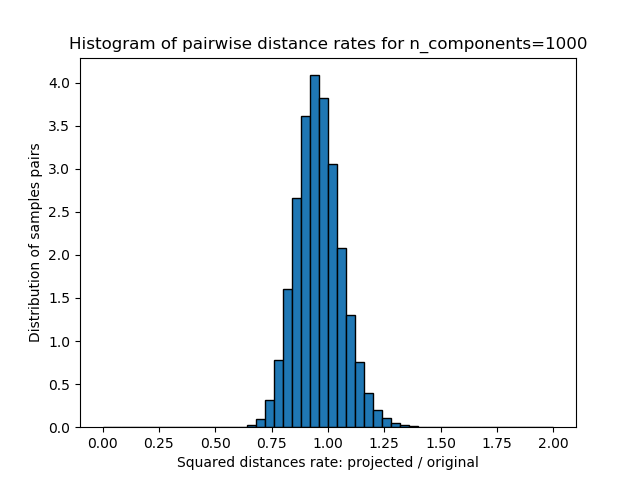 Histogram of pairwise distance rates for n_components=1000
Distribution of samples pairs
4.0
3.5
3.0
2.5
2.0
1.5
1.0
0.5
0.0
0.00 0.25 0.50 0.75 1.00 1.25 1.50 1.75 2.00
Squared distances rate: projected / original